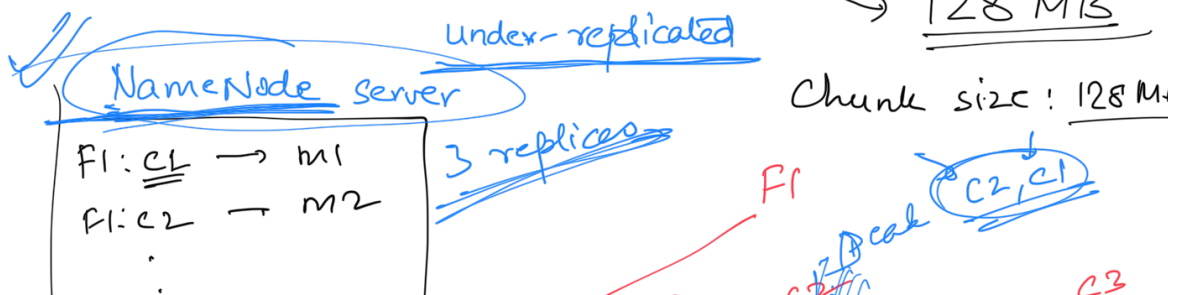 128 MB
under-replicated
NameNode server
Chunk size: 128 M
F1: C1 → m1
3 replicas
F1
C2, C1
F1: C2 — m2
Dead
C3